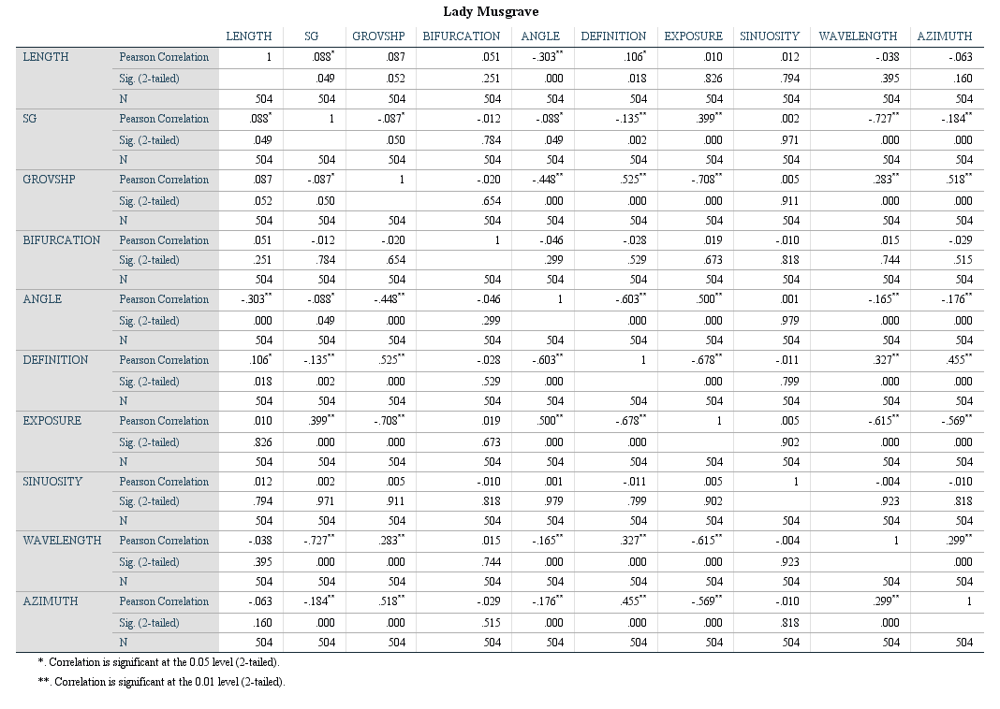 Lady Musgrave
LENGTH SG GROVSHP BIFURCATION ANGLE DEFINITION EXPOSURE SINUOSITY WAVELENGTH AZIMUTH
LENGTH Pearson Correlation 1 .088* .087 .051 -.303** .106* .010 .012 -.038 -.063
Sig. (2-tailed) .049 .052 .251 .000 .018 .826 .794 .395 .160
N 504 504 504 504 504 504 504 504 504 504
SG Pearson Correlation .088* 1 -.087* -.012 -.088* -.135** .399** .002 -.727** -.184**
Sig. (2-tailed) .049 .050 .784 .049 .002 .000 .971 .000 .000
N 504 504 504 504 504 504 504 504 504 504
GROVSHP Pearson Correlation .087 -.087* 1 -.020 -.448** .525** -.708** .005 .283** .518**
Sig. (2-tailed) .052 .050 .654 .000 .000 .000 .911 .000 .000
N 504 504 504 504 504 504 504 504 504 504
BIFURCATION Pearson Correlation .051 -.012 -.020 1 -.046 -.028 .019 -.010 .015 -.029
Sig. (2-tailed) .251 .784 .654 .299 .529 .673 .818 .744 .515
N 504 504 504 504 504 504 504 504 504 504
ANGLE Pearson Correlation -.303** -.088* -.448** -.046 1 -.603** .500** .001 -.165** -.176**
Sig. (2-tailed) .000 .049 .000 .299 .000 .000 .979 .000 .000
N 504 504 504 504 504 504 504 504 504 504
DEFINITION Pearson Correlation .106* -.135** .525** -.028 -.603** 1 -.678** -.011 .327** .455**
Sig. (2-tailed) .018 .002 .000 .529 .000 .000 .799 .000 .000
N 504 504 504 504 504 504 504 504 504 504
EXPOSURE Pearson Correlation .010 .399** -.708** .019 .500** -.678** 1 .005 -.615** -.569**
Sig. (2-tailed) .826 .000 .000 .673 .000 .000 .902 .000 .000
N 504 504 504 504 504 504 504 504 504 504
SINUOSITY Pearson Correlation .012 .002 .005 -.010 .001 -.011 .005 1 -.004 -.010
Sig. (2-tailed) .794 .971 .911 .818 .979 .799 .902 .923 .818
N 504 504 504 504 504 504 504 504 504 504
WAVELENGTH Pearson Correlation -.038 -.727** .283** .015 -.165** .327** -.615** -.004 1 .299**
Sig. (2-tailed) .395 .000 .000 .744 .000 .000 .000 .923 .000
N 504 504 504 504 504 504 504 504 504 504
AZIMUTH Pearson Correlation -.063 -.184** .518** -.029 -.176** .455** -.569** -.010 .299** 1
Sig. (2-tailed) .160 .000 .000 .515 .000 .000 .000 .818 .000
N 504 504 504 504 504 504 504 504 504 504
*. Correlation is significant at the 0.05 level (2-tailed).
**. Correlation is significant at the 0.01 level (2-tailed).